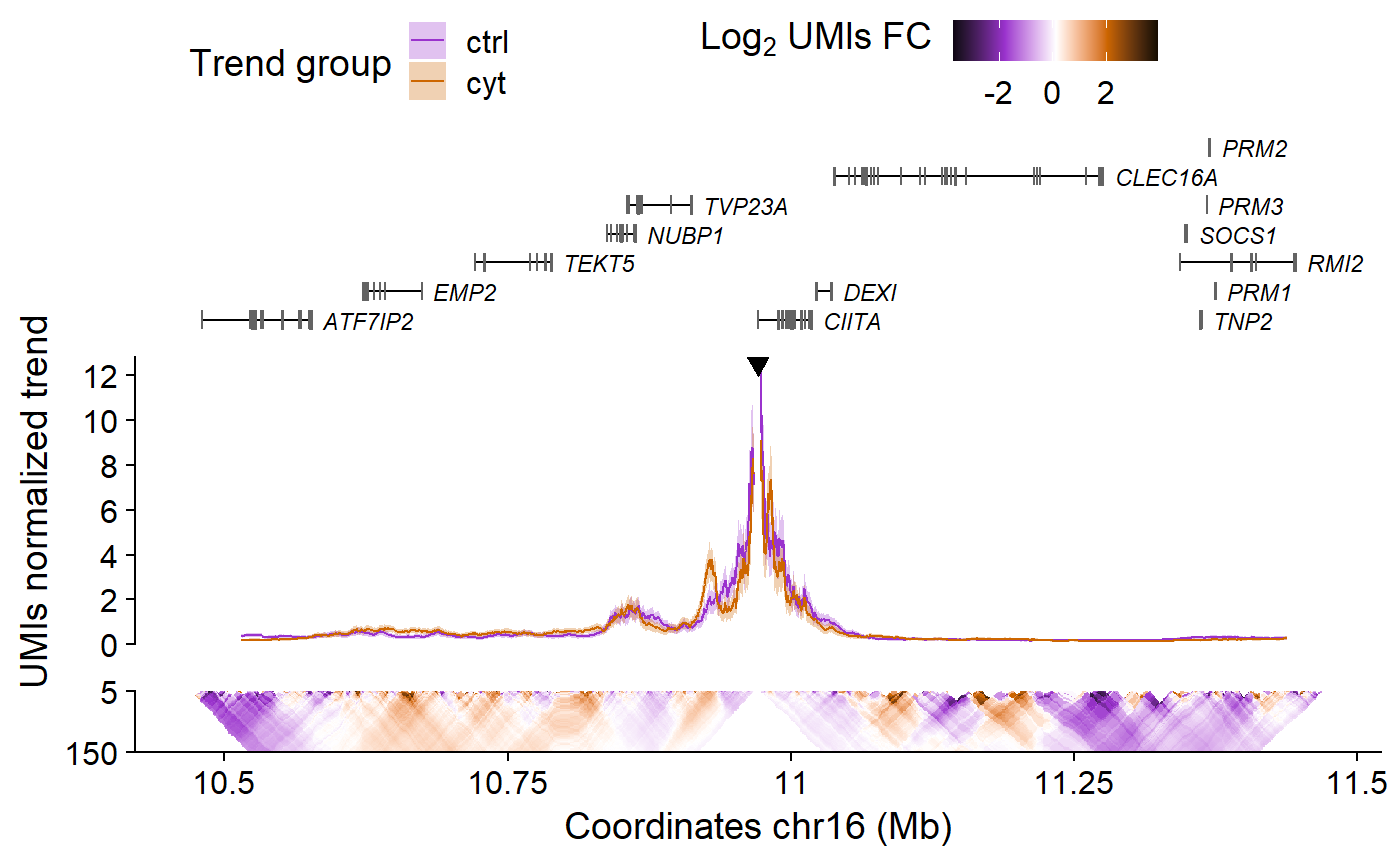 Trend group
ctrl
cyt
Log2 UMIs FC
-2 0 2
PRM2
CLEC16A
TVP23A
PRM3
NUBP1
SOCS1
TEKT5
RMI2
EMP2
DEXI
PRM1
ATF7IP2
CIITA
TNP2
UMIs normalized trend
12
10
8
6
4
2
0
5
150
10.5 10.75 11 11.25 11.5
Coordinates chr16 (Mb)